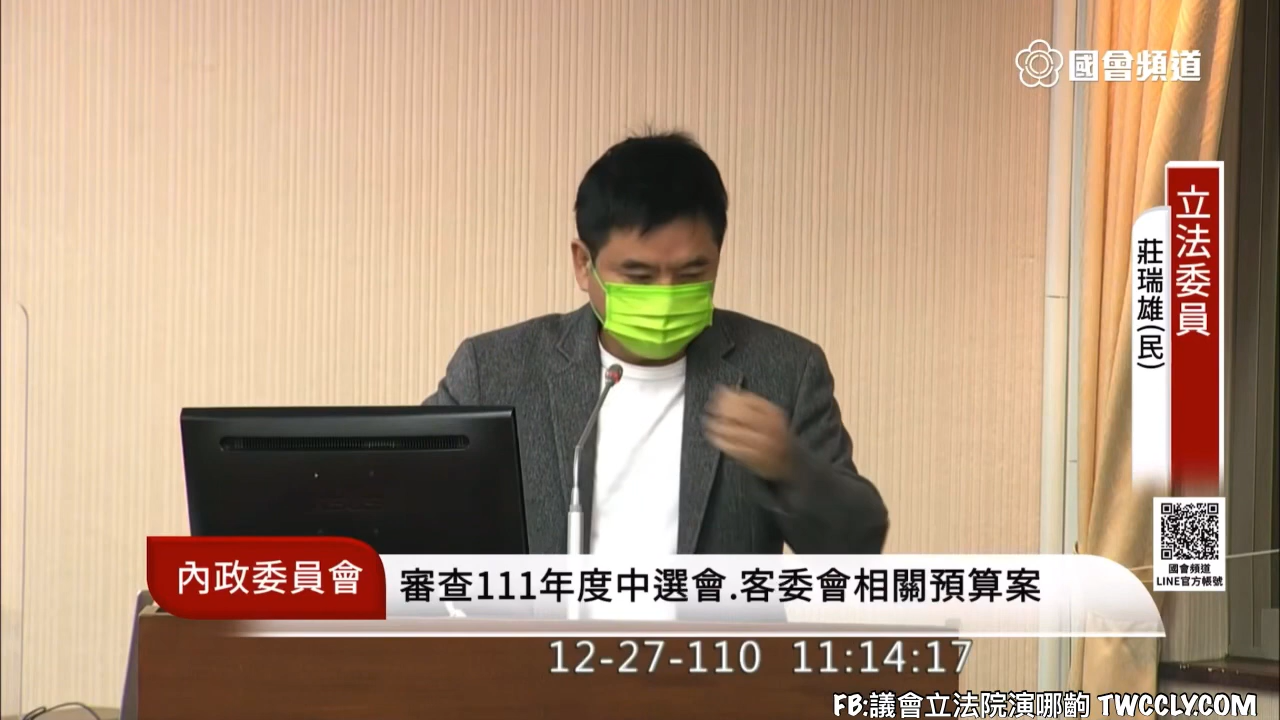 國會頻道
立法委員
莊瑞雄(民)
國會頻道
LINE官方帳號
內政委員會
審查111年度中選會.客委會相關預算案
12-27-110 11:14:17
FB:議會立法院演哪齣 TWCCLY.COM